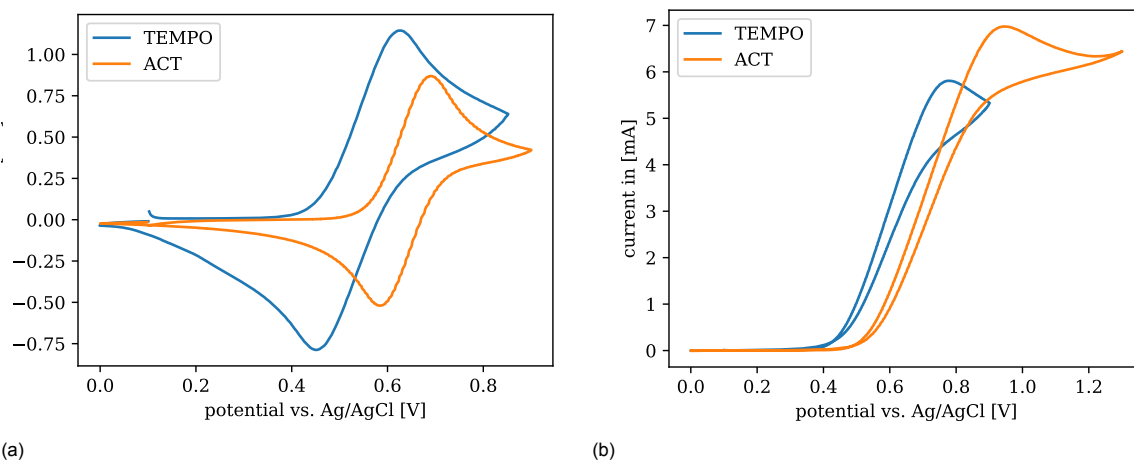 TEMPO
ACT
1.00
0.75
0.50
0.25
0.00
−0.25
−0.50
−0.75
0.0 0.2 0.4 0.6 0.8
potential vs. Ag/AgCl [V]
(a)
TEMPO
ACT
7
6
5
4
3
2
1
0
current in [mA]
0.0 0.2 0.4 0.6 0.8 1.0 1.2
potential vs. Ag/AgCl [V]
(b)